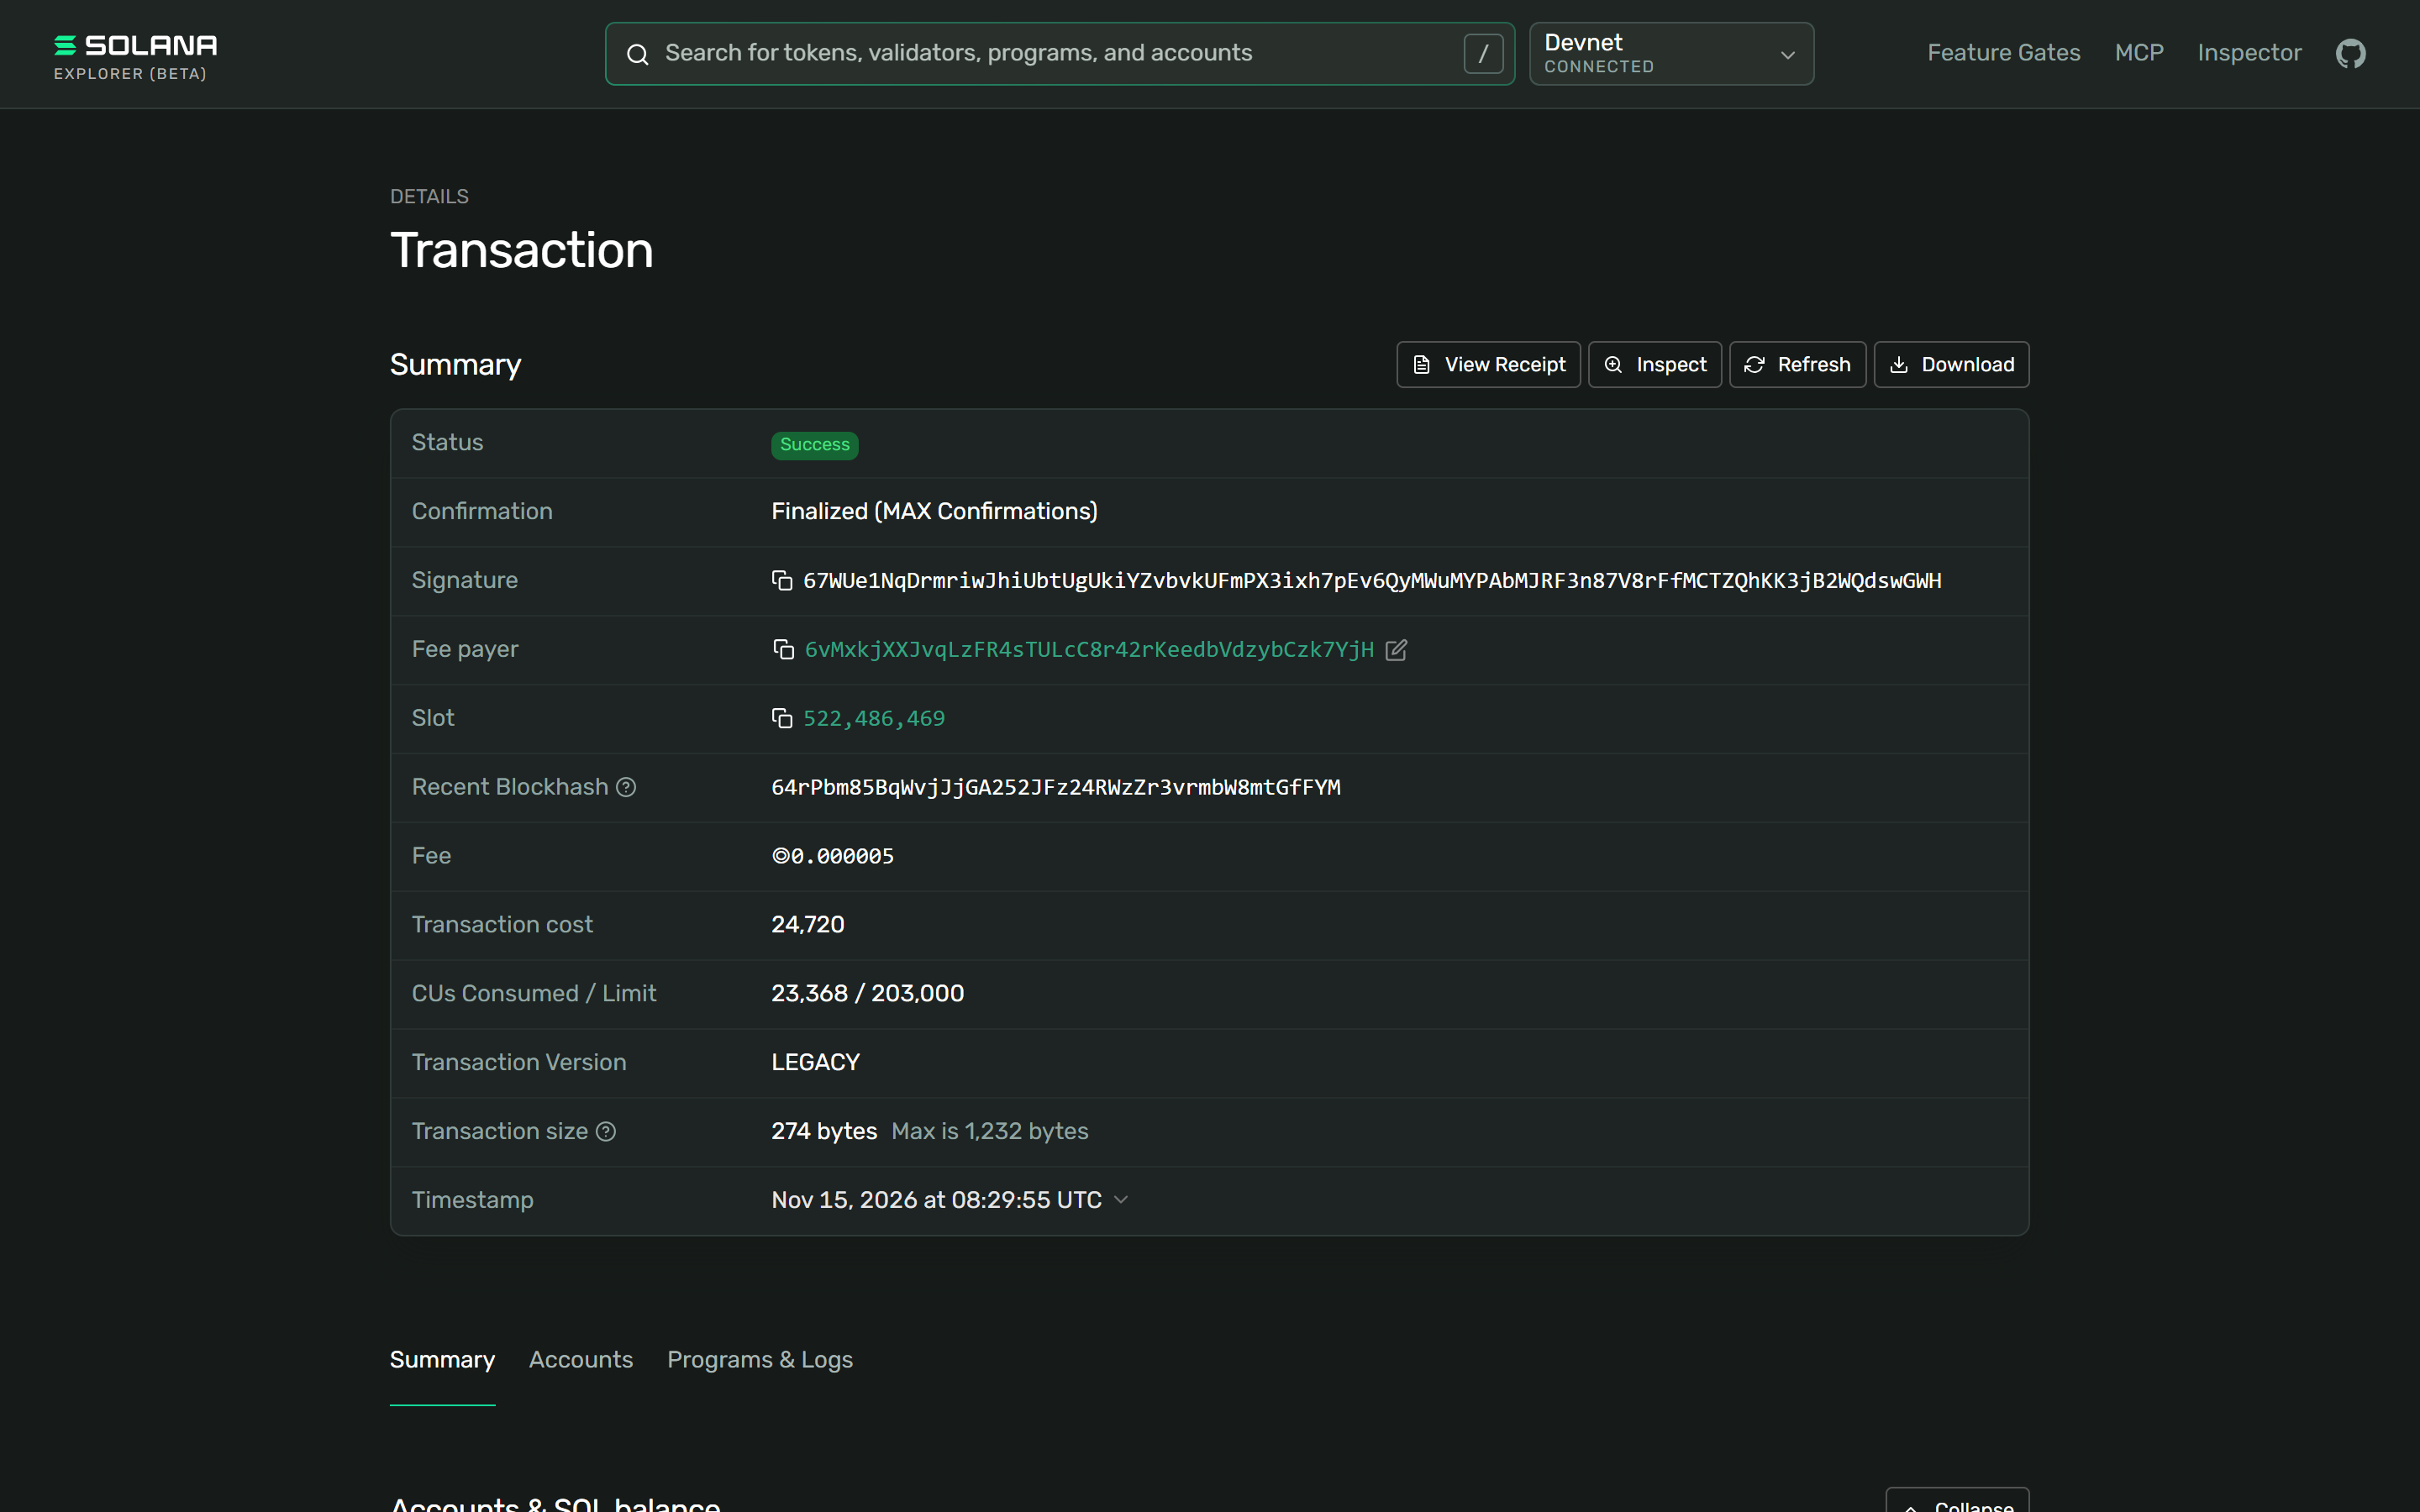 SOLANA
EXPLORER (BETA)
Search for tokens, validators, programs, and accounts
/
Devnet
CONNECTED
Feature Gates
MCP
Inspector
DETAILS
Transaction
Summary
View Receipt
Inspect
Refresh
Download
Status
Success
Confirmation
Finalized (MAX Confirmations)
Signature
67WUe1NqDrmriwJhiUbtUgUkiYZvbvkUFmPX3ixh7pEv6QyMWuMYPAbMJRF3n87V8rFfMCTZQhKK3jB2WQdswGWH
Fee payer
6vMxkjXXJvqLzFR4sTULcC8r42rKeedbVdzybCzk7YjH
Slot
522,486,469
Recent Blockhash
64rPbm85BqWvjJjGA252JFz24RWzZr3vrmbW8mtGfFYM
Fee
◎0.000005
Transaction cost
24,720
CUs Consumed / Limit
23,368 / 203,000
Transaction Version
LEGACY
Transaction size
274 bytes Max is 1,232 bytes
Timestamp
Nov 15, 2026 at 08:29:55 UTC
Summary
Accounts
Programs & Logs
Accounts & SOL balance
Collapse